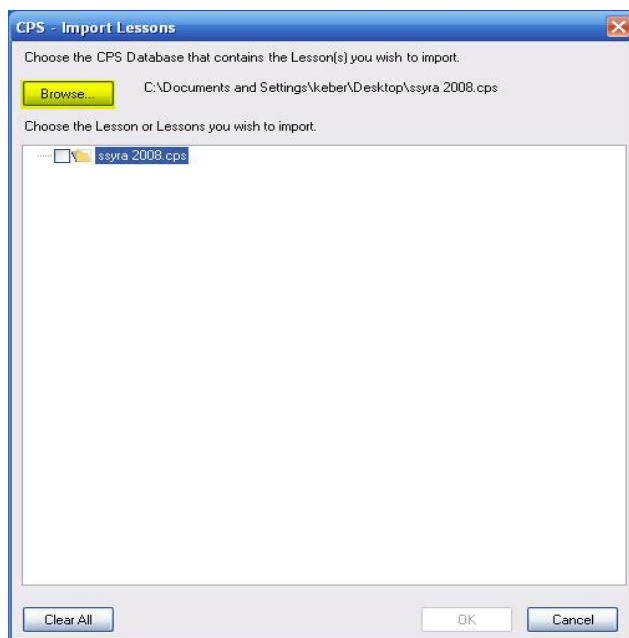 CPS - Import Lessons
Choose the CPS Database that contains the Lesson(s) you wish to import.
Browse... C:\Documents and Settings\keber\Desktop\ssyra 2008.cps
Choose the Lesson or Lessons you wish to import.
ssyra 2008.cps
Clear All OK Cancel